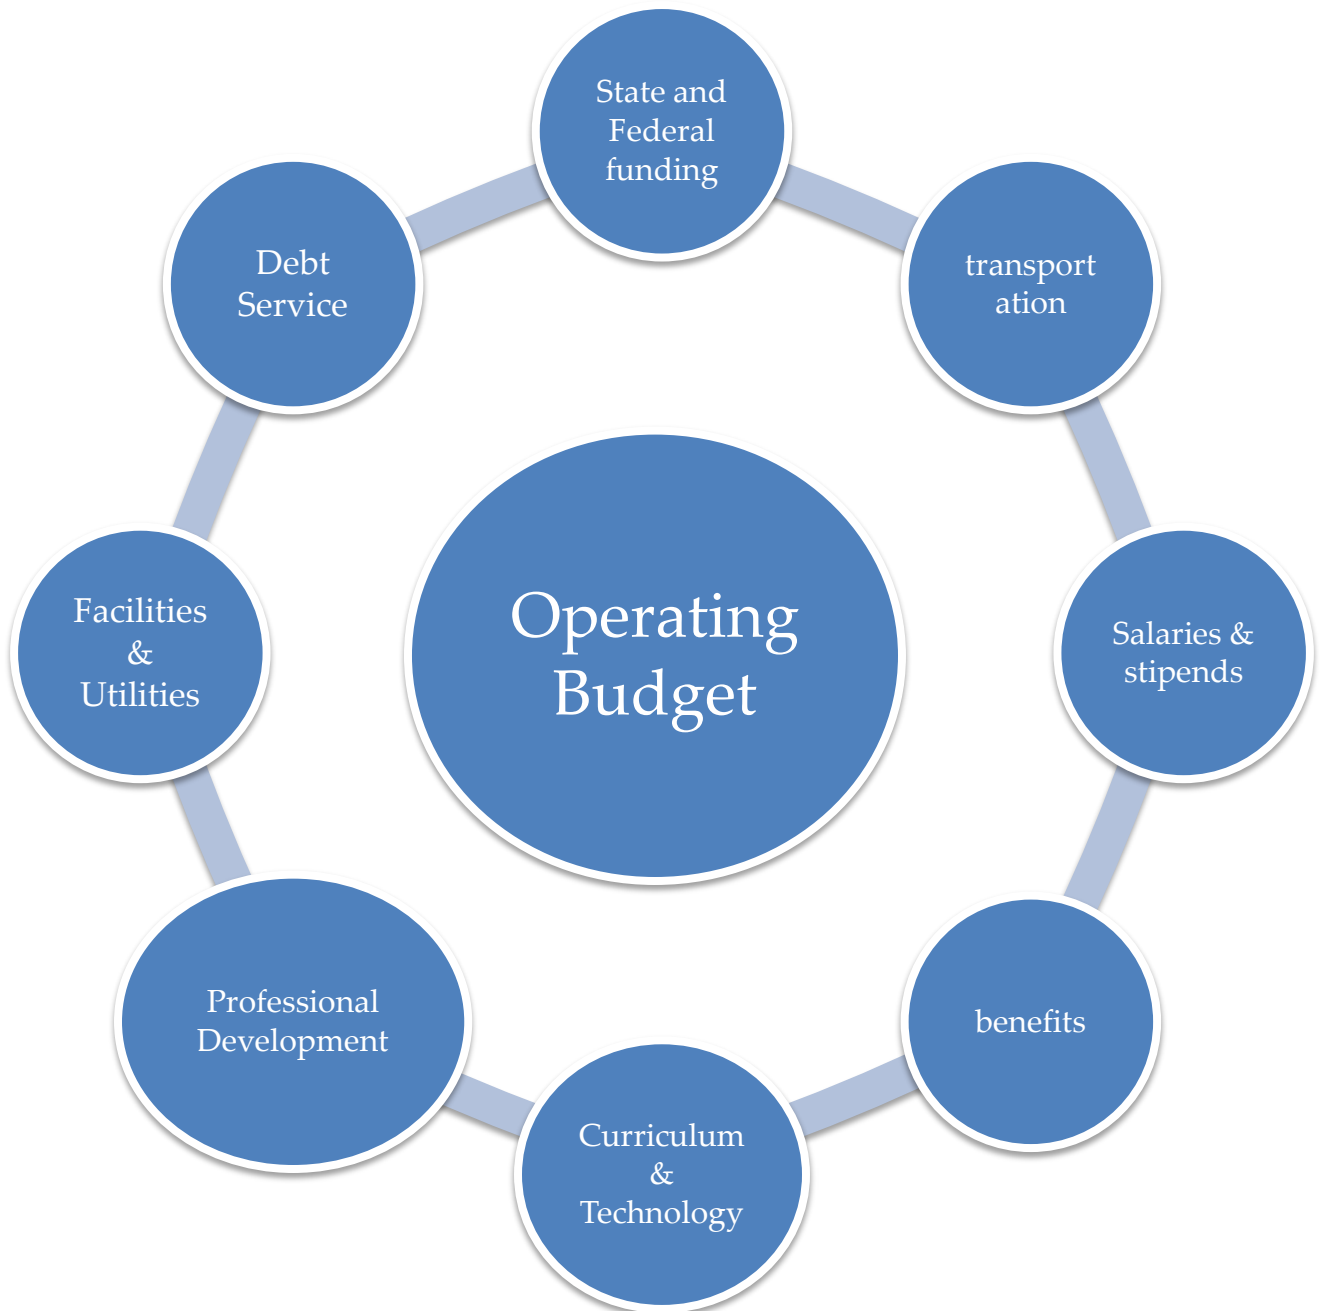 State and
Federal
funding
transport
ation
Salaries &
stipends
benefits
Curriculum
&
Technology
Professional
Development
Facilities
&
Utilities
Debt
Service
Operating
Budget